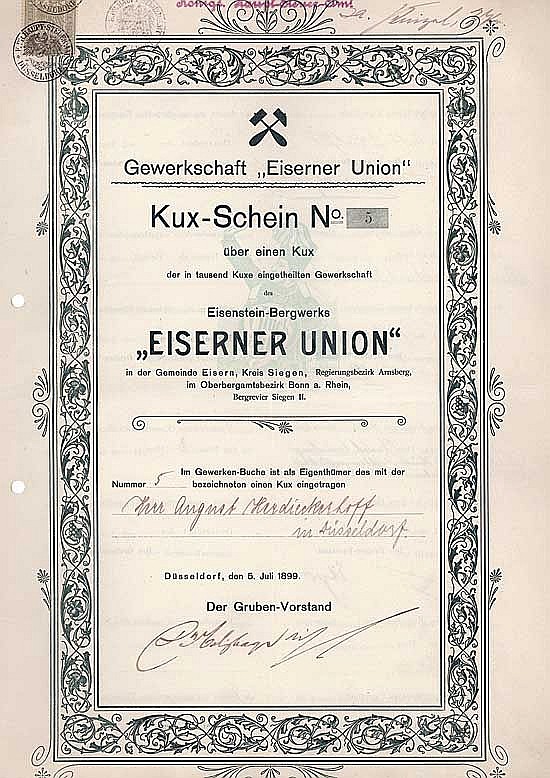 Gewerkschaft „Eiserner Union“
Kux-Schein No. 5
über einen Kux
der in tausend Kuxe eingetheilten Gewerkschaft
des
Eisenstein-Bergwerks
„EISERNER UNION“
in der Gemeinde Eisern, Kreis Siegen, Regierungsbezirk Arnsberg,
im Oberbergamtsbezirk Bonn a. Rhein,
Bergrevier Siegen II.
Im Gewerken-Buche ist als Eigenthümer des mit der
Nummer 5 bezeichneten einen Kux eingetragen
Herr August Herdieckerhoff
in Düsseldorf.
Düsseldorf, den 5. Juli 1899.
Der Gruben-Vorstand